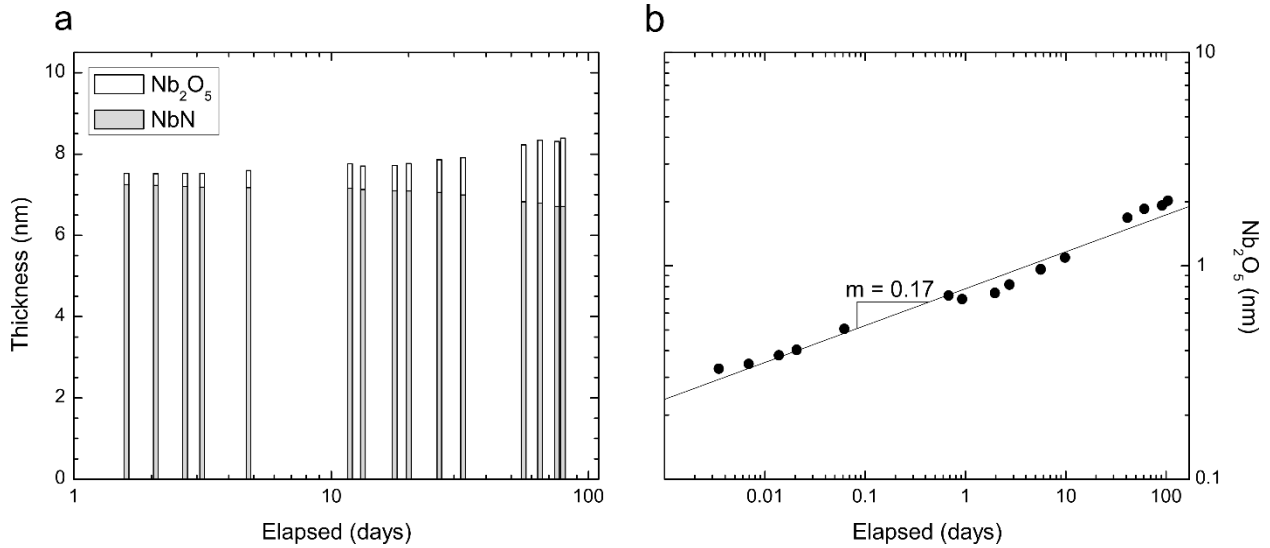 a
Thickness (nm)
10
8
6
4
2
0
Nb₂O₅
NbN
1
10
100
Elapsed (days)
b
10
1
0.1
Nb₂O₅ (nm)
m = 0.17
0.01
0.1
1
10
100
Elapsed (days)